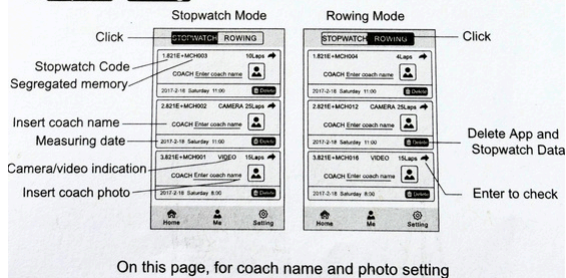 Stopwatch Mode
Rowing Mode
Click
STOPWATCH ROWING
STOPWATCH ROWING
Click
1.821E+MCH003 10Laps
1.821E+MCH004 4Laps
Stopwatch Code
Segregated memory
COACH Enter coach name
COACH Enter coach name
2017-2-18 Saturday 11:00 Delete
2017-2-18 Saturday 11:00 Delete
2.821E+MCH002 CAMERA 25Laps
2.821E+MCH012 CAMERA 25Laps
Insert coach name
COACH Enter coach name
COACH Enter coach name
Measuring date
2017-2-18 Saturday 11:00 Delete
2017-2-18 Saturday 11:00 Delete
Delete App and
Stopwatch Data
3.821E+MCH001 VIDEO 15Laps
3.821E+MCH016 VIDEO 15Laps
Camera/video indication
COACH Enter coach name
COACH Enter coach name
Insert coach photo
Enter to check
2017-2-18 Saturday 8:00 Delete
2017-2-18 Saturday 8:00 Delete
Home Me Setting
Home Me Setting
On this page, for coach name and photo setting